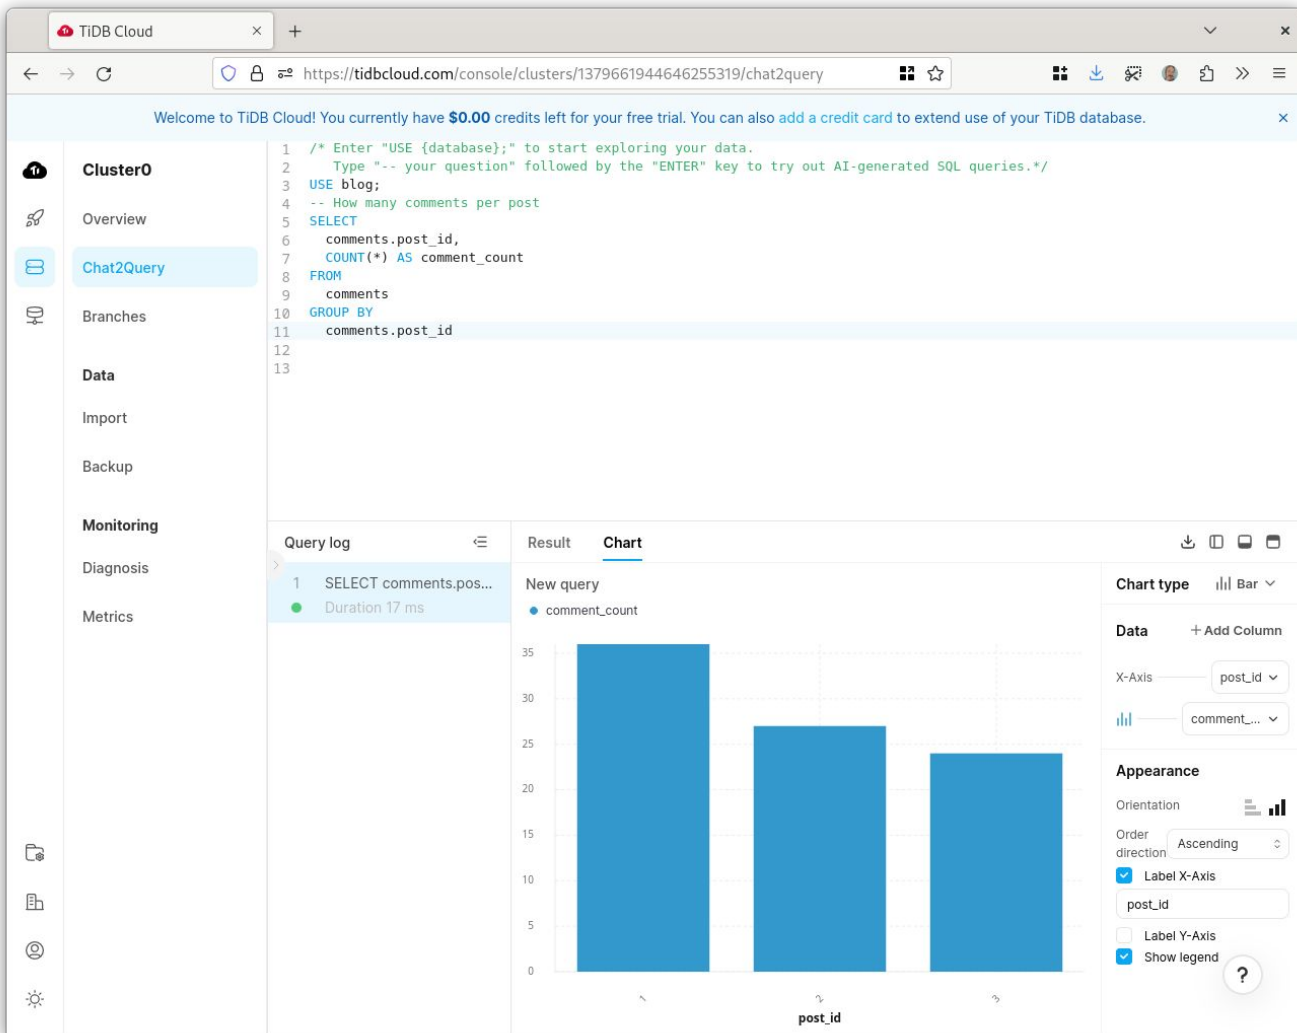 TiDB Cloud
https://tidbcloud.com/console/clusters/1379661944646255319/chat2query
Welcome to TiDB Cloud! You currently have $0.00 credits left for your free trial. You can also add a credit card to extend use of your TiDB database.
Cluster0
Overview
Chat2Query
Branches
Data
Import
Backup
Monitoring
Diagnosis
Metrics
1 /* Enter "USE {database};" to start exploring your data.
2 Type "-- your question" followed by the "ENTER" key to try out AI-generated SQL queries.*/
3 USE blog;
4 -- How many comments per post
5 SELECT
6 comments.post_id,
7 COUNT(*) AS comment_count
8 FROM
9 comments
10 GROUP BY
11 comments.post_id
12
13
Query log
1 SELECT comments.pos...
Duration 17 ms
Result Chart
New query
comment_count
35
30
25
20
15
10
5
0
1 2 3
post_id
Chart type Bar
Data + Add Column
X-Axis post_id
comment_...
Appearance
Orientation
Order
direction Ascending
Label X-Axis
post_id
Label Y-Axis
Show legend
?